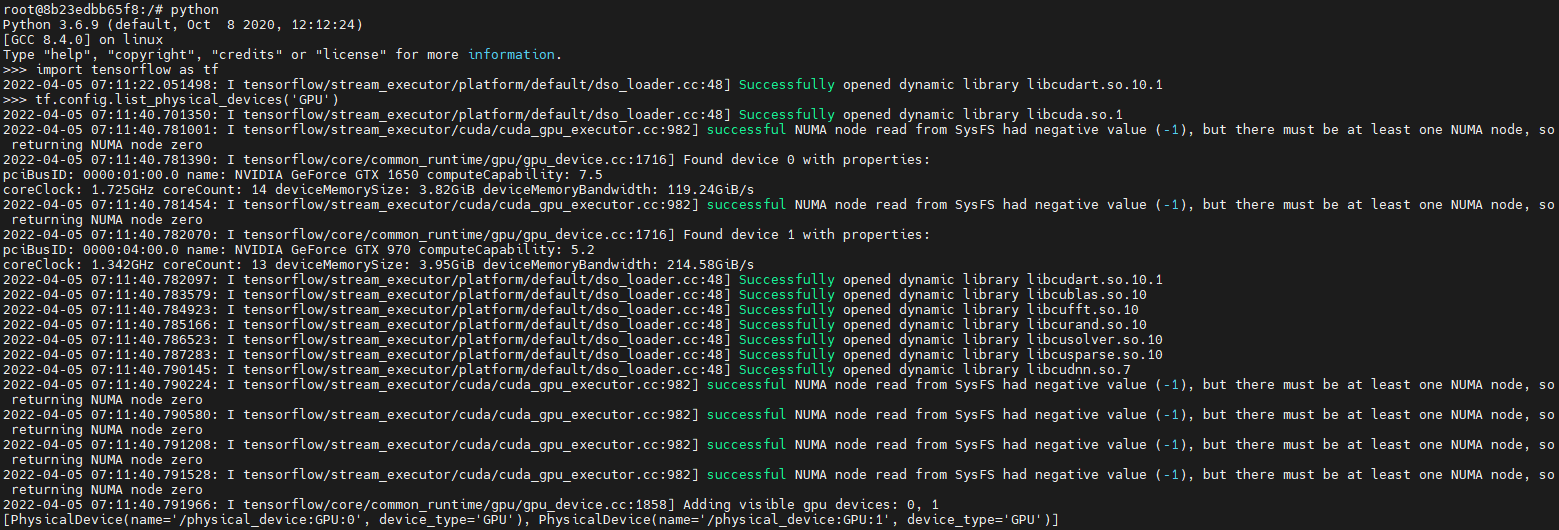 root@8b23edbb65f8:/# python
Python 3.6.9 (default, Oct  8 2020, 12:12:24)
[GCC 8.4.0] on linux
Type "help", "copyright", "credits" or "license" for more information.
>>> import tensorflow as tf
2022-04-05 07:11:22.051498: I tensorflow/stream_executor/platform/default/dso_loader.cc:48] Successfully opened dynamic library libcudart.so.10.1
>>> tf.config.list_physical_devices('GPU')
2022-04-05 07:11:40.701350: I tensorflow/stream_executor/platform/default/dso_loader.cc:48] Successfully opened dynamic library libcuda.so.1
2022-04-05 07:11:40.781001: I tensorflow/stream_executor/cuda/cuda_gpu_executor.cc:982] successful NUMA node read from SysFS had negative value (-1), but there must be at least one NUMA node, so
 returning NUMA node zero
2022-04-05 07:11:40.781390: I tensorflow/core/common_runtime/gpu/gpu_device.cc:1716] Found device 0 with properties:
pciBusID: 0000:01:00.0 name: NVIDIA GeForce GTX 1650 computeCapability: 7.5
coreClock: 1.725GHz coreCount: 14 deviceMemorySize: 3.82GiB deviceMemoryBandwidth: 119.24GiB/s
2022-04-05 07:11:40.781454: I tensorflow/stream_executor/cuda/cuda_gpu_executor.cc:982] successful NUMA node read from SysFS had negative value (-1), but there must be at least one NUMA node, so
 returning NUMA node zero
2022-04-05 07:11:40.782070: I tensorflow/core/common_runtime/gpu/gpu_device.cc:1716] Found device 1 with properties:
pciBusID: 0000:04:00.0 name: NVIDIA GeForce GTX 970 computeCapability: 5.2
coreClock: 1.342GHz coreCount: 13 deviceMemorySize: 3.95GiB deviceMemoryBandwidth: 214.58GiB/s
2022-04-05 07:11:40.782097: I tensorflow/stream_executor/platform/default/dso_loader.cc:48] Successfully opened dynamic library libcudart.so.10.1
2022-04-05 07:11:40.783579: I tensorflow/stream_executor/platform/default/dso_loader.cc:48] Successfully opened dynamic library libcublas.so.10
2022-04-05 07:11:40.784923: I tensorflow/stream_executor/platform/default/dso_loader.cc:48] Successfully opened dynamic library libcufft.so.10
2022-04-05 07:11:40.785166: I tensorflow/stream_executor/platform/default/dso_loader.cc:48] Successfully opened dynamic library libcurand.so.10
2022-04-05 07:11:40.786523: I tensorflow/stream_executor/platform/default/dso_loader.cc:48] Successfully opened dynamic library libcusolver.so.10
2022-04-05 07:11:40.787283: I tensorflow/stream_executor/platform/default/dso_loader.cc:48] Successfully opened dynamic library libcusparse.so.10
2022-04-05 07:11:40.790145: I tensorflow/stream_executor/platform/default/dso_loader.cc:48] Successfully opened dynamic library libcudnn.so.7
2022-04-05 07:11:40.790224: I tensorflow/stream_executor/cuda/cuda_gpu_executor.cc:982] successful NUMA node read from SysFS had negative value (-1), but there must be at least one NUMA node, so
 returning NUMA node zero
2022-04-05 07:11:40.790580: I tensorflow/stream_executor/cuda/cuda_gpu_executor.cc:982] successful NUMA node read from SysFS had negative value (-1), but there must be at least one NUMA node, so
 returning NUMA node zero
2022-04-05 07:11:40.791208: I tensorflow/stream_executor/cuda/cuda_gpu_executor.cc:982] successful NUMA node read from SysFS had negative value (-1), but there must be at least one NUMA node, so
 returning NUMA node zero
2022-04-05 07:11:40.791528: I tensorflow/stream_executor/cuda/cuda_gpu_executor.cc:982] successful NUMA node read from SysFS had negative value (-1), but there must be at least one NUMA node, so
 returning NUMA node zero
2022-04-05 07:11:40.791966: I tensorflow/core/common_runtime/gpu/gpu_device.cc:1858] Adding visible gpu devices: 0, 1
[PhysicalDevice(name='/physical_device:GPU:0', device_type='GPU'), PhysicalDevice(name='/physical_device:GPU:1', device_type='GPU')]